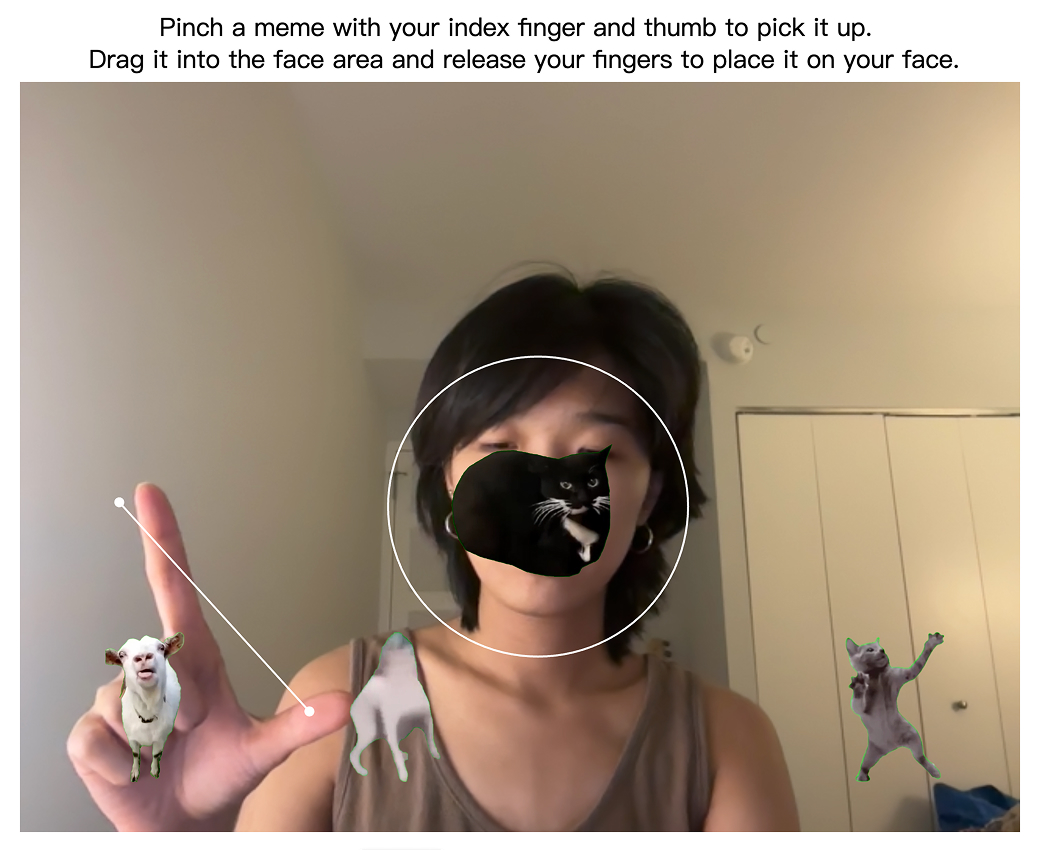 Pinch a meme with your index finger and thumb to pick it up.
Drag it into the face area and release your fingers to place it on your face.